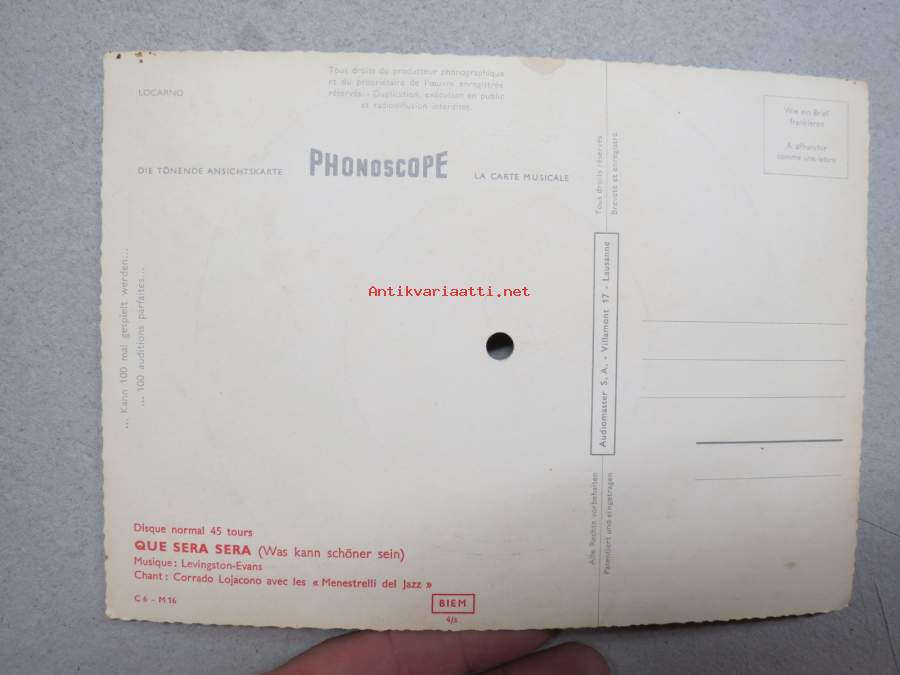 LOCARNO
Tous droits du producteur phonographique
et du propriétaire de l'œuvre enregistrée
réservés. - Duplication, exécution en public
et radiodiffusion interdites.
Wie ein Brief
frankieren
A affranchir
comme une lettre
DIE TÖNENDE ANSICHTSKARTE
PHONOSCOPE
LA CARTE MUSICALE
Tous droits réservés
Breveté et enregistré
... Kann 100 mal gespielt werden...
... 100 auditions parfaites...
Antikvariaatti.net
Audiomaster S. A. - Villamont 17 - Lausanne
Alle Rechte vorbehalten
Patentiert und eingetragen
Disque normal 45 tours
QUE SERA SERA (Was kann schöner sein)
Musique : Levingston-Evans
Chant : Corrado Lojacono avec les « Menestrelli del Jazz »
C 6 - M 16
BIEM
4/s